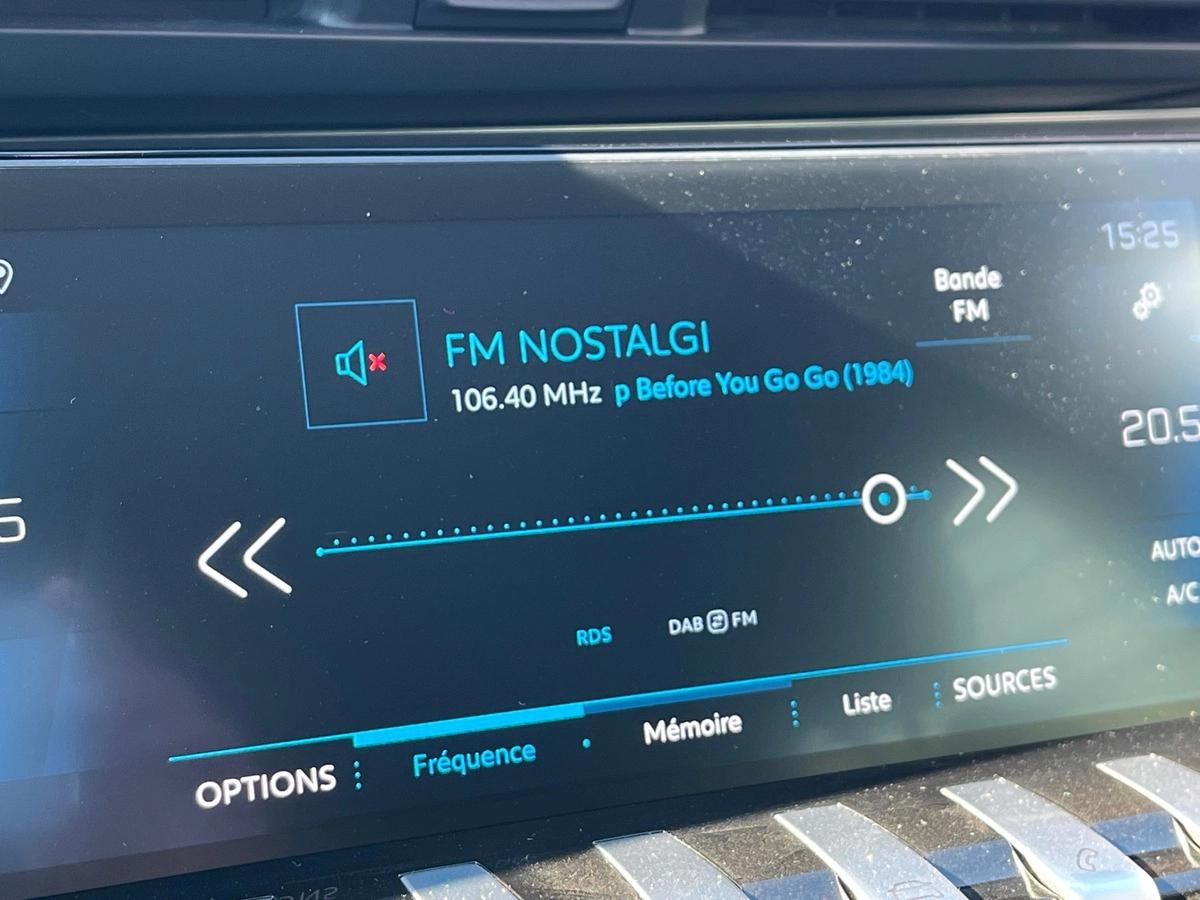 15:25
Bande
FM
FM NOSTALGI
106.40 MHz p Before You Go Go (1984)
20.5
5
AUTO
A/C
RDS DAB FM
OPTIONS Fréquence Mémoire Liste SOURCES